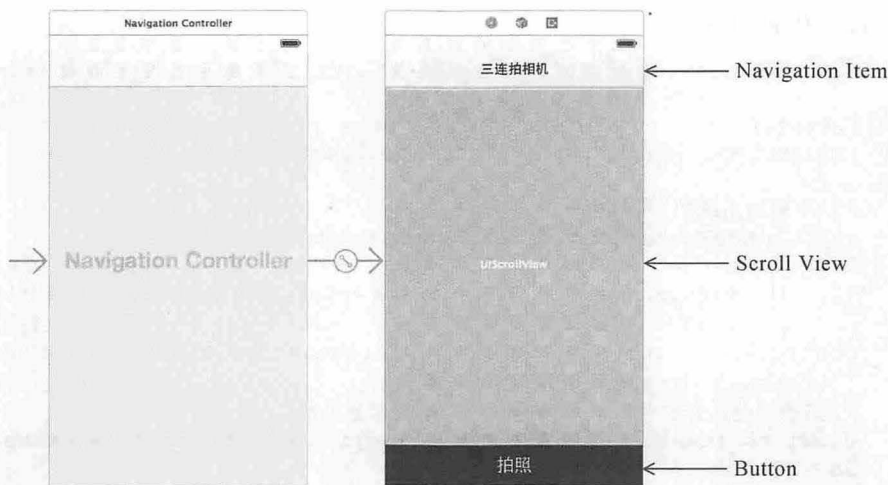 Navigation Controller
三连拍相机
Navigation Item
Navigation Controller
UIScrollView
Scroll View
拍照
Button